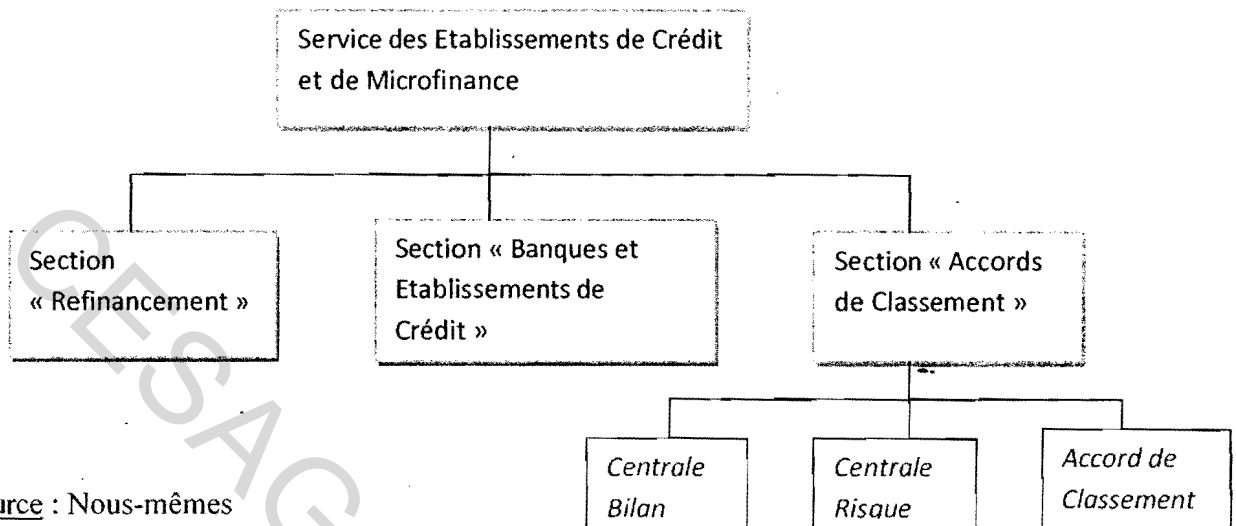 Service des Etablissements de Crédit
et de Microfinance
Section
« Refinancement »
Section « Banques et
Etablissements de
Crédit »
Section « Accords
de Classement »
Centrale
Bilan
Centrale
Risque
Accord de
Classement
urce : Nous-mêmes
CESAG